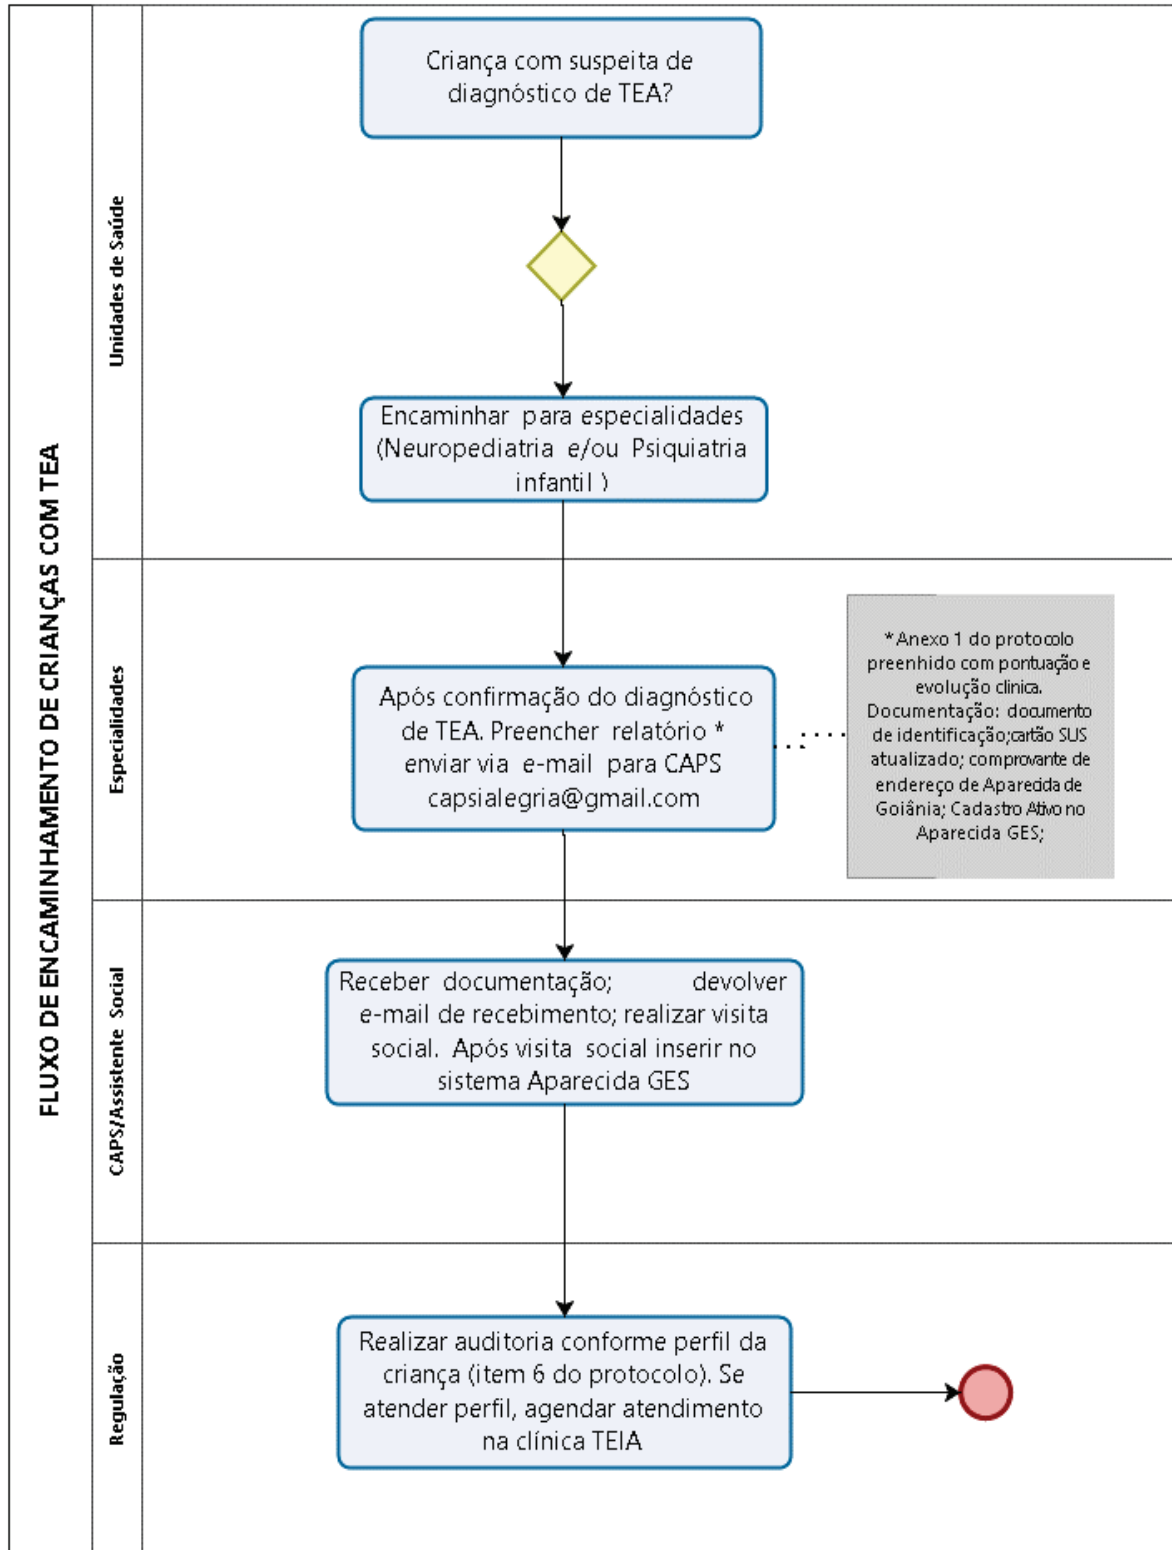 FLUXO DE ENCAMINHAMENTO DE CRIANÇAS COM TEA
Unidades de Saúde
Criança com suspeita de
diagnóstico de TEA?
Encaminhar para especialidades
(Neuropediatria e/ou Psiquiatria
infantil )
Especialidades
Após confirmação do diagnóstico
de TEA. Preencher relatório *
enviar via e-mail para CAPS
capsialegria@gmail.com
* Anexo 1 do protocolo
preenhido com pontuação e
evolução clinica.
Documentação: documento
de identificação;cartão SUS
atualizado; comprovante de
endereço de Aparecida de
Goiânia; Cadastro Ativo no
Aparecida GES;
CAPS/Assistente Social
Receber documentação; devolver
e-mail de recebimento; realizar visita
social. Após visita social inserir no
sistema Aparecida GES
Regulação
Realizar auditoria conforme perfil da
criança (item 6 do protocolo). Se
atender perfil, agendar atendimento
na clínica TEIA